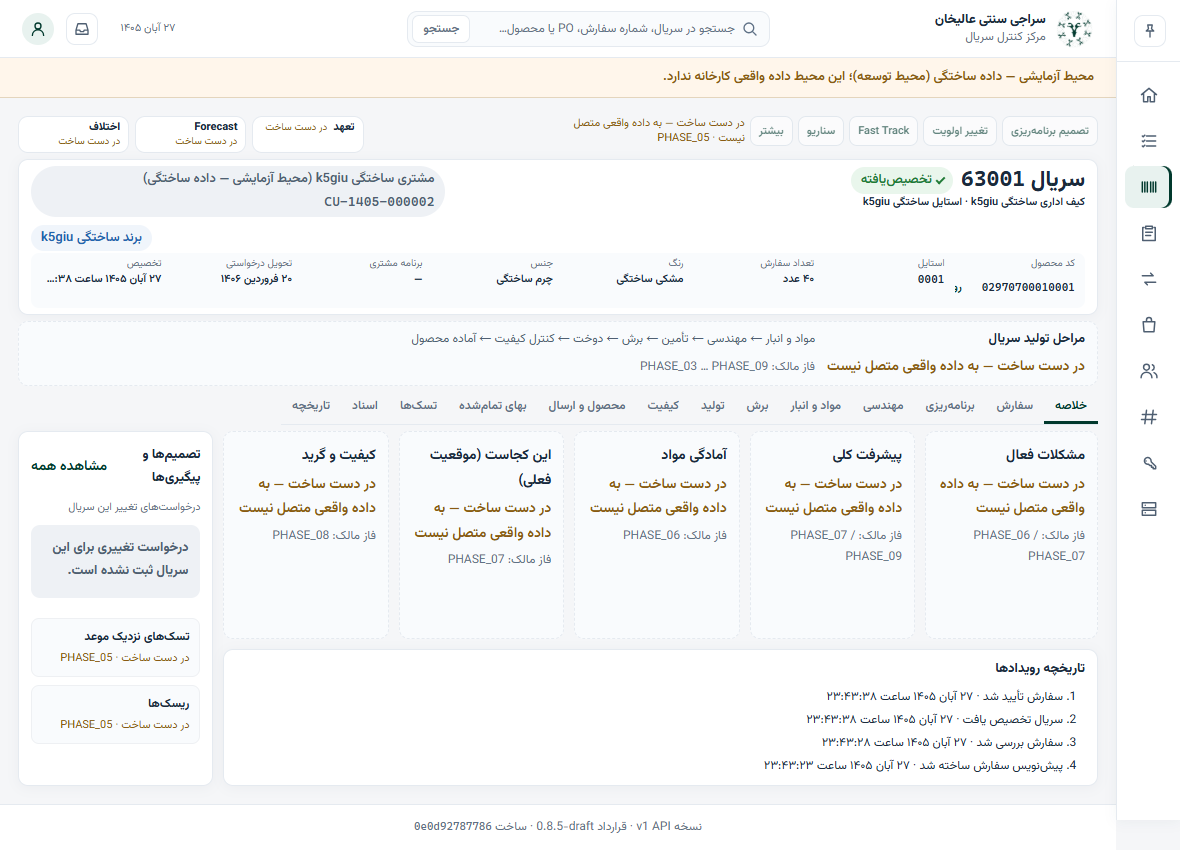 سراجی سنتی عالیخان
مرکز کنترل سریال
جستجو در سریال، شماره سفارش، PO یا محصول...
جستجو
۲۷ آبان ۱۴۰۵
محیط آزمایشی — داده ساختگی (محیط توسعه)؛ این محیط داده واقعی کارخانه ندارد.
تصمیم برنامه‌ریزی
تغییر اولویت
Fast Track
سناریو
بیشتر
در دست ساخت — به داده واقعی متصل
نیست · PHASE_05
تعهد در دست ساخت
Forecast
در دست ساخت
اختلاف
در دست ساخت
سریال 63001
✓ تخصیص‌یافته
کیف اداری ساختگی k5giu · استایل ساختگی k5giu
مشتری ساختگی k5giu (محیط آزمایشی — داده ساختگی)
CU-1405-000002
برند ساختگی k5giu
کد محصول
02970700010001
رو
استایل
0001
تعداد سفارش
۴۰ عدد
رنگ
مشکی ساختگی
جنس
چرم ساختگی
برنامه مشتری
—
تحویل درخواستی
۲۰ فروردین ۱۴۰۶
تخصیص
۲۷ آبان ۱۴۰۵ ساعت ۳۸:...
مراحل تولید سریال
مواد و انبار ← مهندسی ← تأمین ← برش ← دوخت ← کنترل کیفیت ← آماده محصول
در دست ساخت — به داده واقعی متصل نیست
فاز مالک: PHASE_03 … PHASE_09
خلاصه
سفارش
برنامه‌ریزی
مهندسی
مواد و انبار
برش
تولید
کیفیت
محصول و ارسال
بهای تمام‌شده
تسک‌ها
اسناد
تاریخچه
مشکلات فعال
در دست ساخت — به داده
واقعی متصل نیست
فاز مالک: PHASE_06 /
PHASE_07
پیشرفت کلی
در دست ساخت — به
داده واقعی متصل نیست
فاز مالک: PHASE_07 /
PHASE_09
آمادگی مواد
در دست ساخت — به
داده واقعی متصل نیست
فاز مالک: PHASE_06
این کجاست (موقعیت
فعلی)
در دست ساخت — به
داده واقعی متصل نیست
فاز مالک: PHASE_07
کیفیت و گرید
در دست ساخت — به
داده واقعی متصل نیست
فاز مالک: PHASE_08
تصمیم‌ها و
پیگیری‌ها
مشاهده همه
درخواست‌های تغییر این سریال
درخواست تغییری برای این
سریال ثبت نشده است.
تسک‌های نزدیک موعد
در دست ساخت · PHASE_05
ریسک‌ها
در دست ساخت · PHASE_05
تاریخچه رویدادها
1. سفارش تأیید شد · ۲۷ آبان ۱۴۰۵ ساعت ۲۳:۴۳:۳۸
2. سریال تخصیص یافت · ۲۷ آبان ۱۴۰۵ ساعت ۲۳:۴۳:۳۸
3. سفارش بررسی شد · ۲۷ آبان ۱۴۰۵ ساعت ۲۳:۴۳:۲۸
4. پیش‌نویس سفارش ساخته شد · ۲۷ آبان ۱۴۰۵ ساعت ۲۳:۴۳:۲۳
نسخه v1 API · قرارداد 0.8.5-draft · ساخت 0e0d92787786